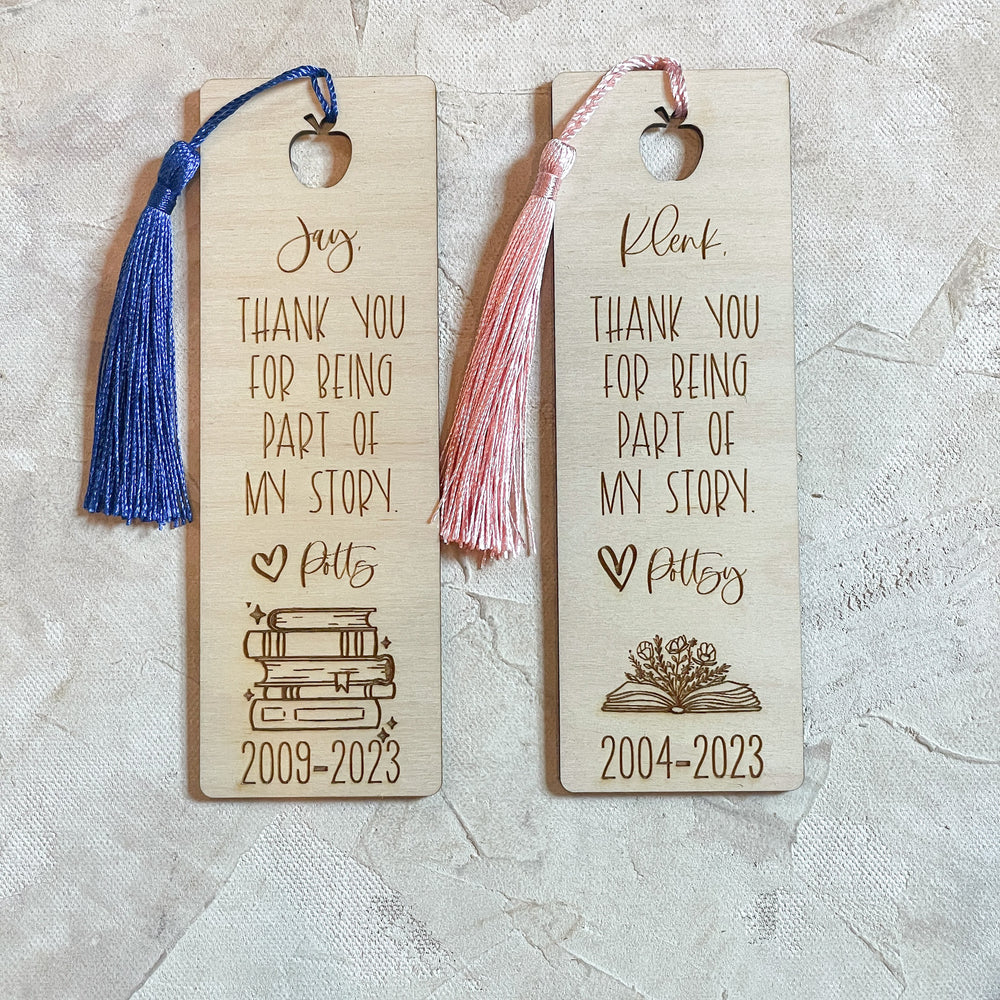 Jay,
THANK YOU
FOR BEING
PART OF
MY STORY.
♡ Potts
2009-2023
Klenk,
THANK YOU
FOR BEING
PART OF
MY STORY.
♡ Pottsy
2004-2023